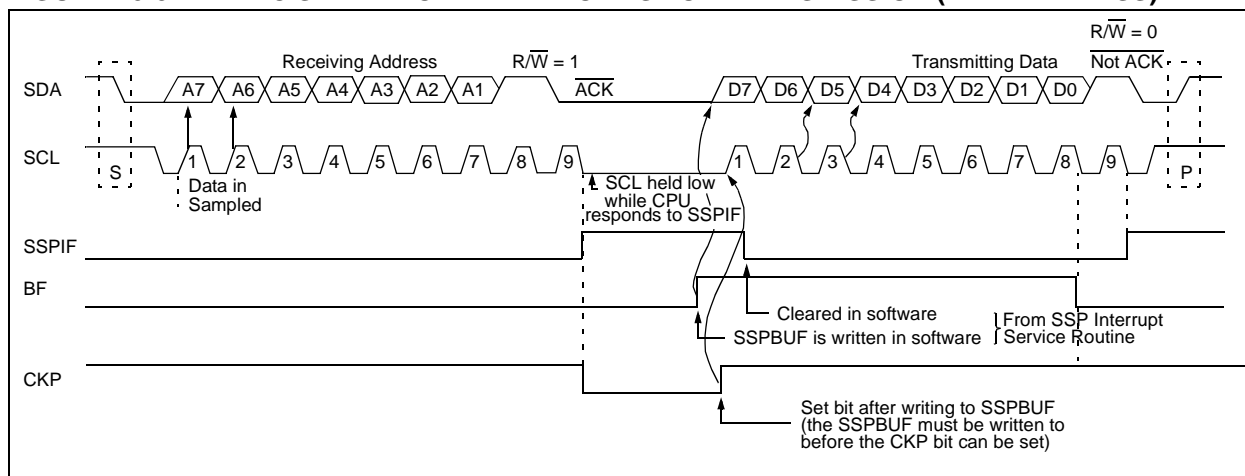 R/W = 0
Receiving Address
R/W = 1
Transmitting Data
Not ACK
SDA
A7 A6 A5 A4 A3 A2 A1
ACK
D7 D6 D5 D4 D3 D2 D1 D0
SCL
S
1 2 3 4 5 6 7 8 9
1 2 3 4 5 6 7 8 9
P
Data in
Sampled
SCL held low
while CPU
responds to SSPIF
SSPIF
BF
Cleared in software
SSPBUF is written in software
From SSP Interrupt
Service Routine
CKP
Set bit after writing to SSPBUF
(the SSPBUF must be written to
before the CKP bit can be set)